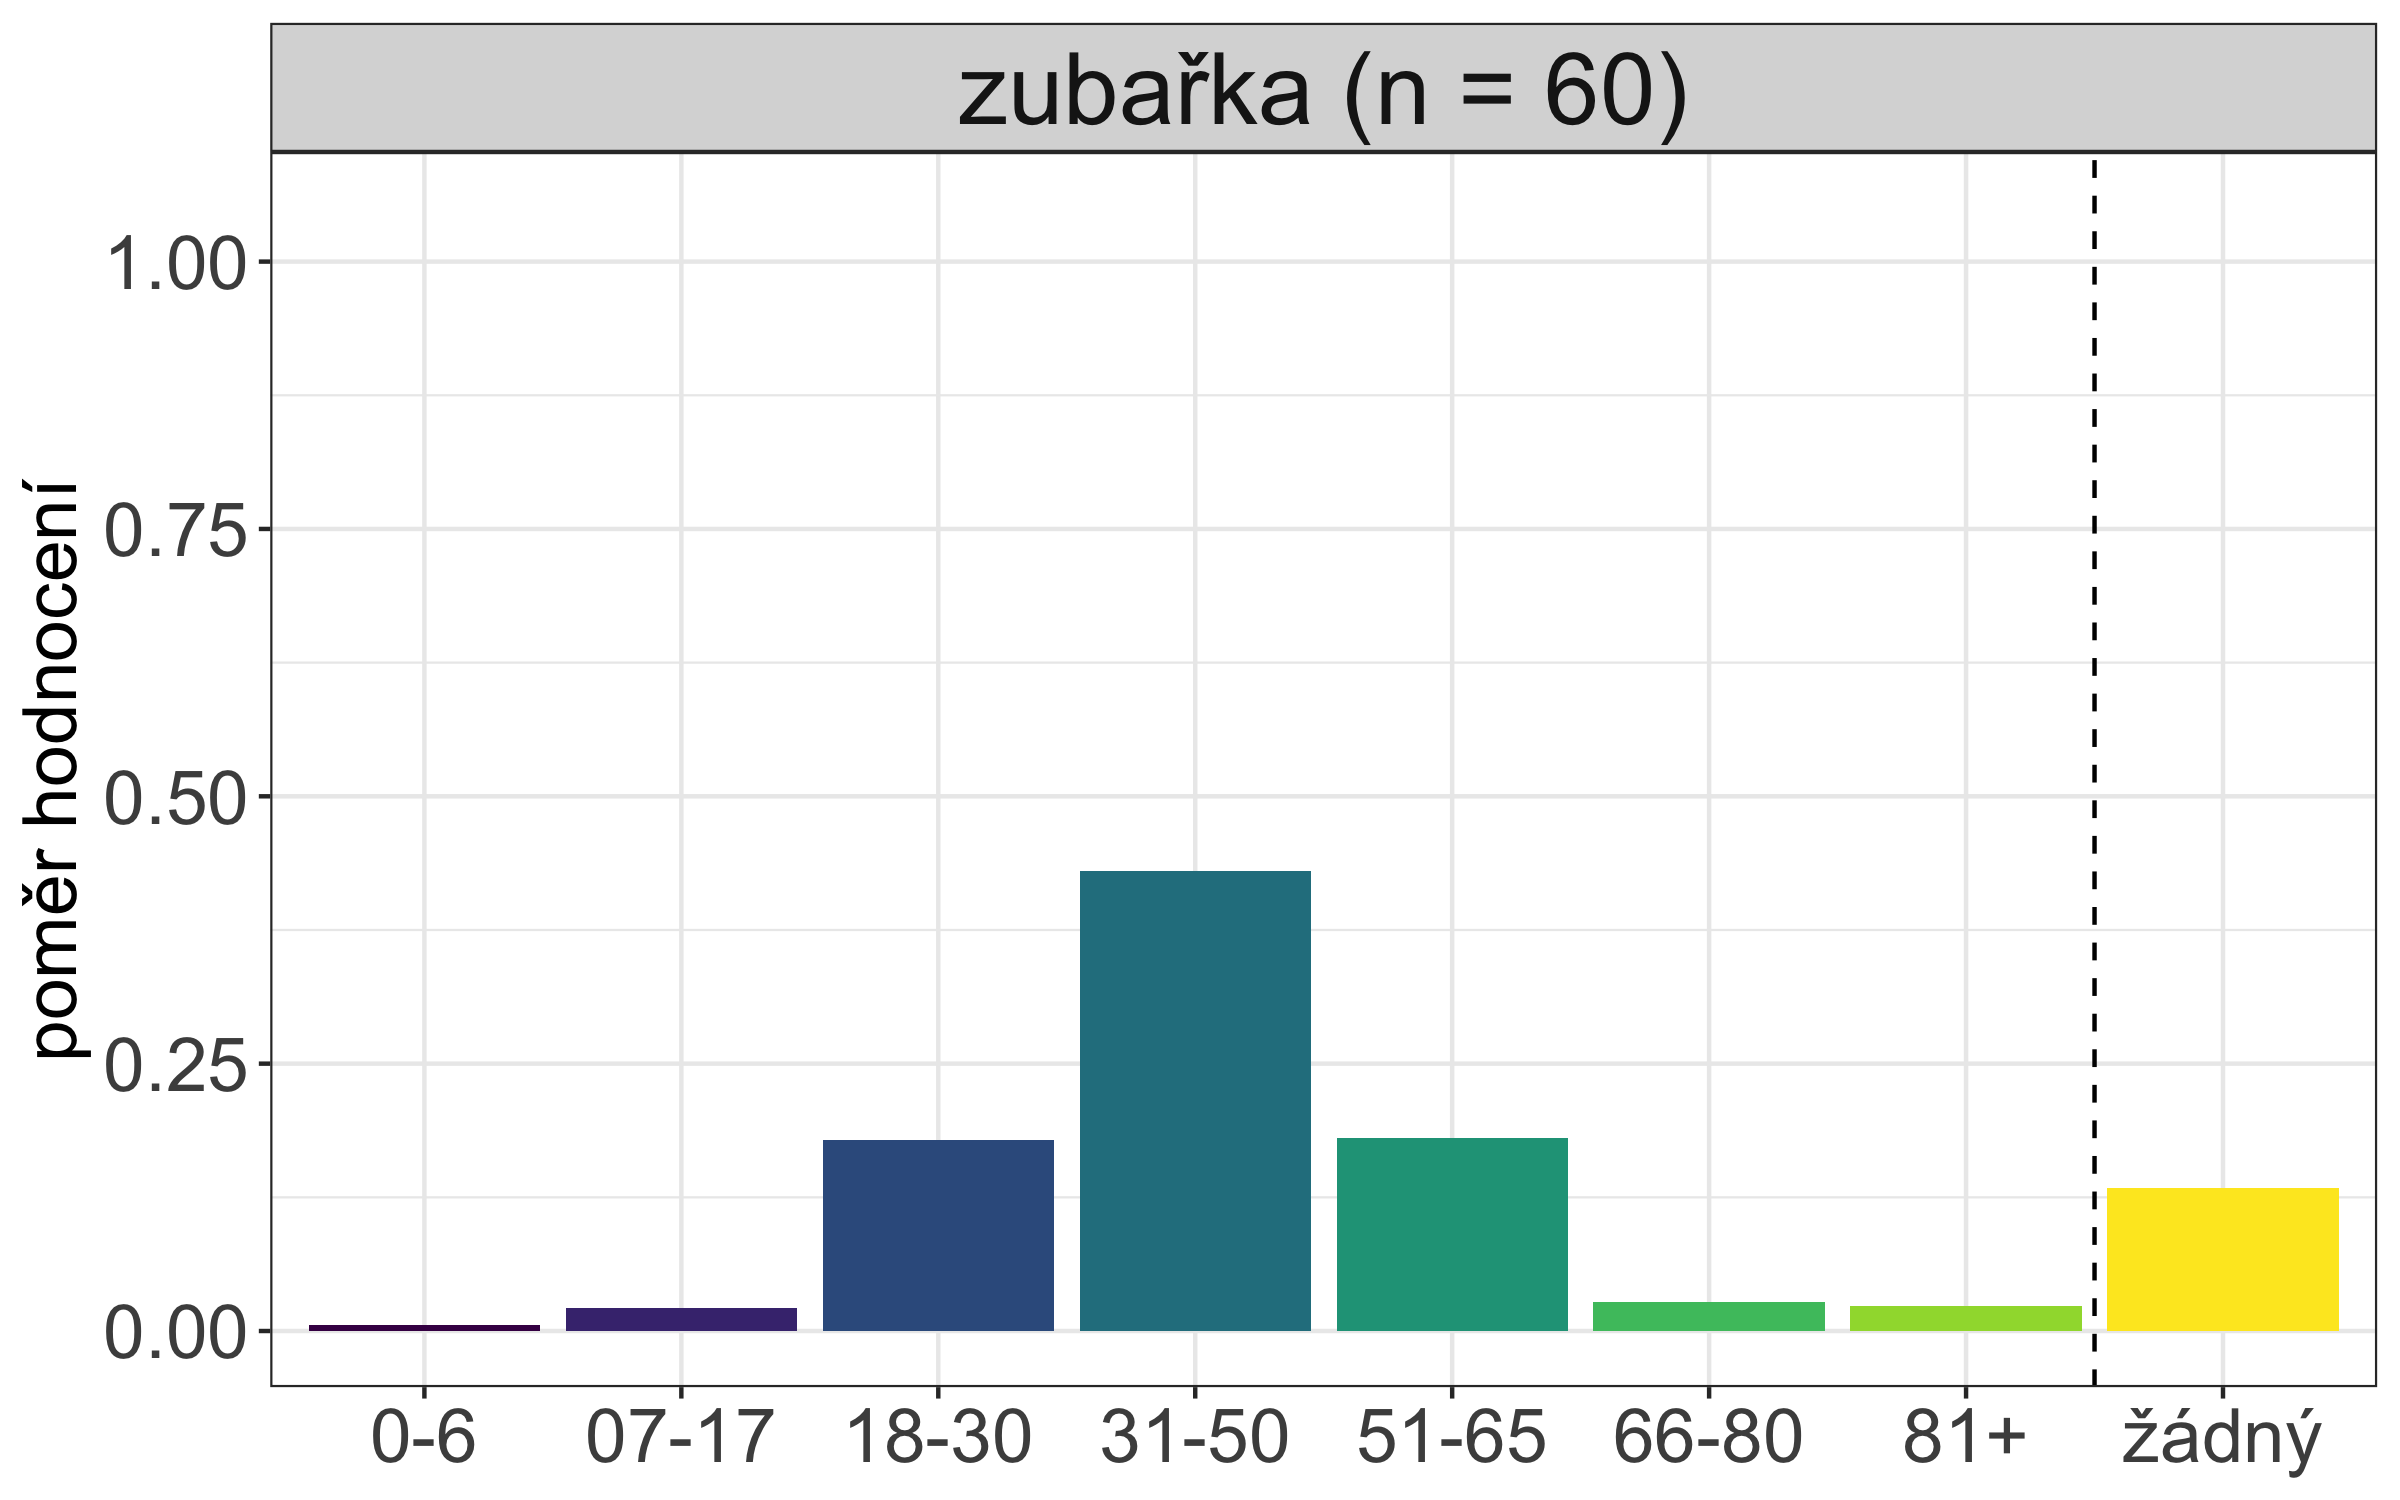 zubařka (n = 60)
poměr hodnocení
1.00
0.75
0.50
0.25
0.00
0-6 07-17 18-30 31-50 51-65 66-80 81+ žádný